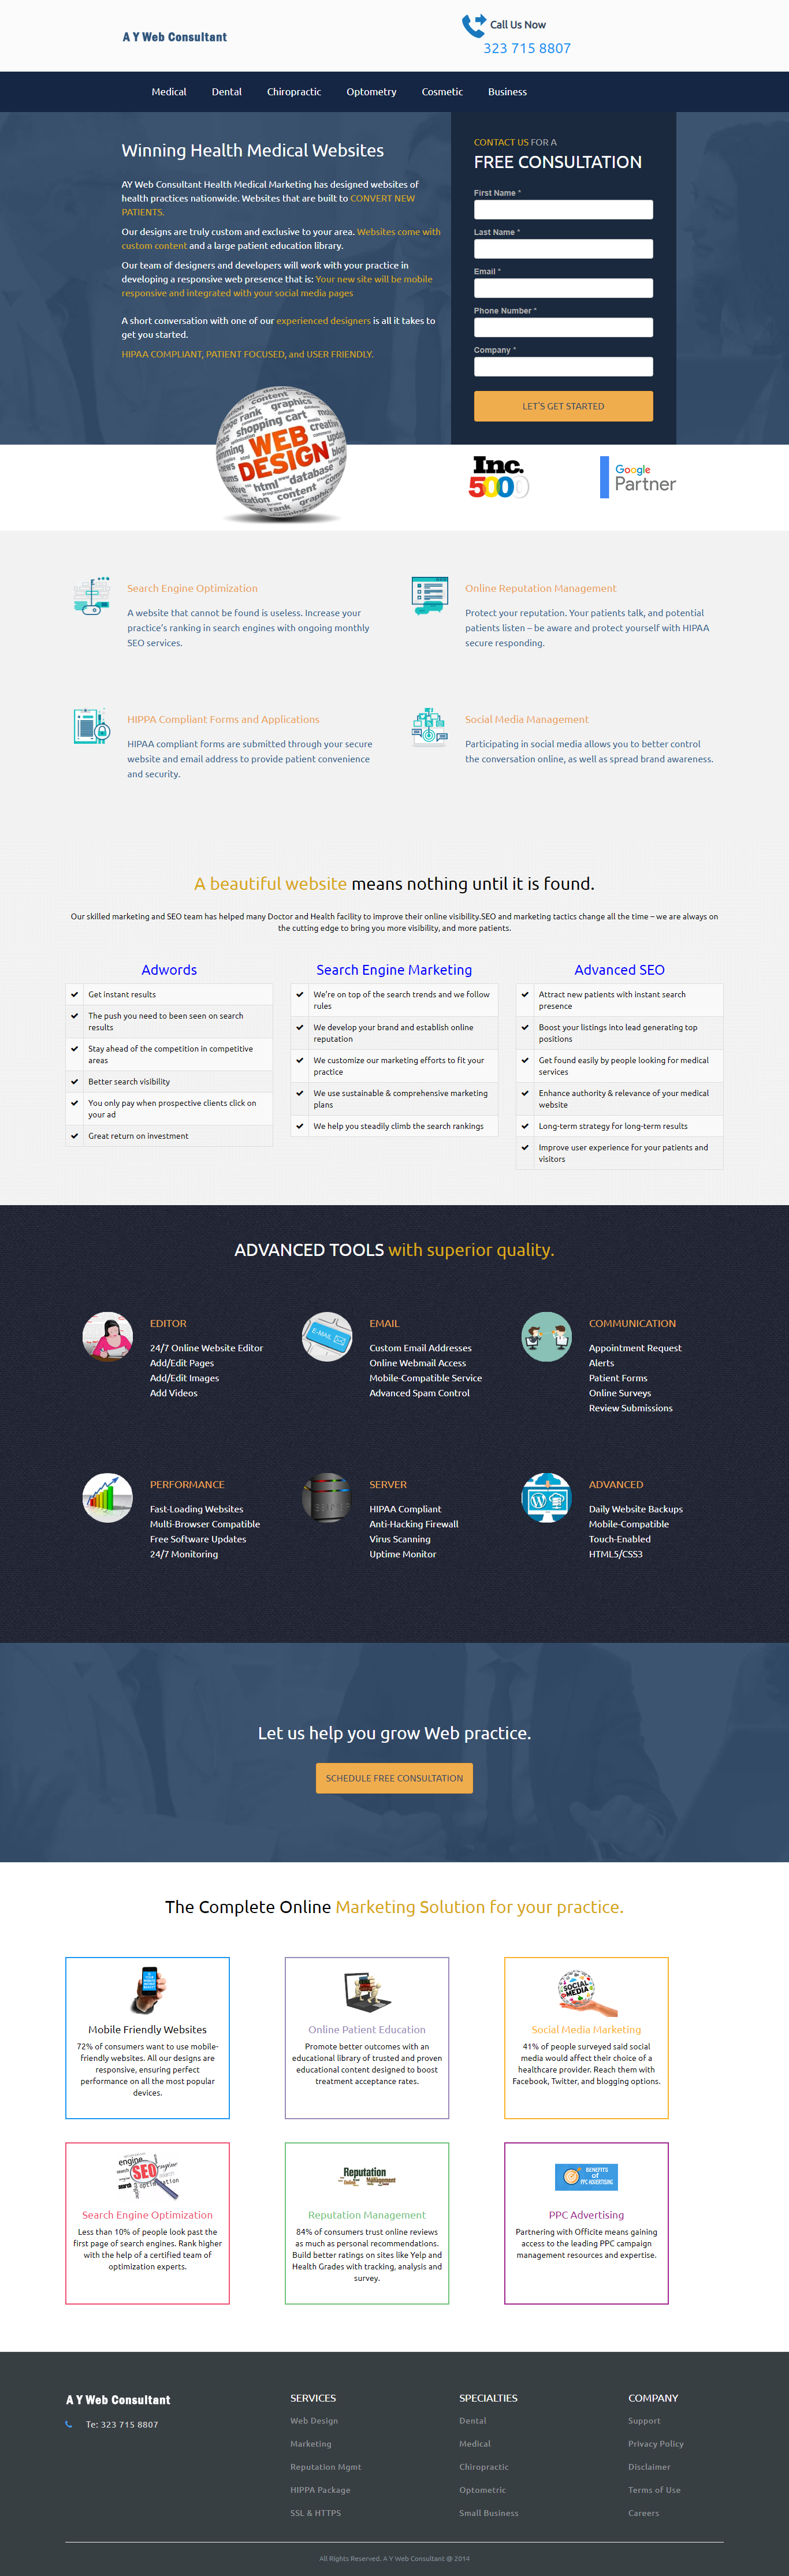 A Y Web Consultant
Call Us Now
323 715 8807
Medical Dental Chiropractic Optometry Cosmetic Business
Winning Health Medical Websites
AY Web Consultant Health Medical Marketing has designed websites of
health practices nationwide. Websites that are built to CONVERT NEW
PATIENTS.
Our designs are truly custom and exclusive to your area. Websites come with
custom content and a large patient education library.
Our team of designers and developers will work with your practice in
developing a responsive web presence that is: Your new site will be mobile
responsive and integrated with your social media pages
A short conversation with one of our experienced designers is all it takes to
get you started.
HIPAA COMPLIANT, PATIENT FOCUSED, and USER FRIENDLY.
CONTACT US FOR A
FREE CONSULTATION
First Name *
Last Name *
Email *
Phone Number *
Company *
LET'S GET STARTED
WEB
DESIGN
Inc.
5000
Google
Partner
Search Engine Optimization
A website that cannot be found is useless. Increase your
practice's ranking in search engines with ongoing monthly
SEO services.
Online Reputation Management
Protect your reputation. Your patients talk, and potential
patients listen – be aware and protect yourself with HIPAA
secure responding.
HIPPA Compliant Forms and Applications
HIPAA compliant forms are submitted through your secure
website and email address to provide patient convenience
and security.
Social Media Management
Participating in social media allows you to better control
the conversation online, as well as spread brand awareness.
A beautiful website means nothing until it is found.
Our skilled marketing and SEO team has helped many Doctor and Health facility to improve their online visibility.SEO and marketing tactics change all the time – we are always on
the cutting edge to bring you more visibility, and more patients.
Adwords
Get instant results
The push you need to been seen on search
results
Stay ahead of the competition in competitive
areas
Better search visibility
You only pay when prospective clients click on
your ad
Great return on investment
Search Engine Marketing
We're on top of the search trends and we follow
rules
We develop your brand and establish online
reputation
We customize our marketing efforts to fit your
practice
We use sustainable & comprehensive marketing
plans
We help you steadily climb the search rankings
Advanced SEO
Attract new patients with instant search
presence
Boost your listings into lead generating top
positions
Get found easily by people looking for medical
services
Enhance authority & relevance of your medical
website
Long-term strategy for long-term results
Improve user experience for your patients and
visitors
ADVANCED TOOLS with superior quality.
EDITOR
24/7 Online Website Editor
Add/Edit Pages
Add/Edit Images
Add Videos
E-MAIL
EMAIL
Custom Email Addresses
Online Webmail Access
Mobile-Compatible Service
Advanced Spam Control
COMMUNICATION
Appointment Request
Alerts
Patient Forms
Online Surveys
Review Submissions
PERFORMANCE
Fast-Loading Websites
Multi-Browser Compatible
Free Software Updates
24/7 Monitoring
SERVER
HIPAA Compliant
Anti-Hacking Firewall
Virus Scanning
Uptime Monitor
ADVANCED
Daily Website Backups
Mobile-Compatible
Touch-Enabled
HTML5/CSS3
Let us help you grow Web practice.
SCHEDULE FREE CONSULTATION
The Complete Online Marketing Solution for your practice.
Mobile Friendly Websites
72% of consumers want to use mobile-
friendly websites. All our designs are
responsive, ensuring perfect
performance on all the most popular
devices.
Online Patient Education
Promote better outcomes with an
educational library of trusted and proven
educational content designed to boost
treatment acceptance rates.
SOCIAL
MEDIA
Social Media Marketing
41% of people surveyed said social
media would affect their choice of a
healthcare provider. Reach them with
Facebook, Twitter, and blogging options.
SEO
Search Engine Optimization
Less than 10% of people look past the
first page of search engines. Rank higher
with the help of a certified team of
optimization experts.
Reputation
Management
Reputation Management
84% of consumers trust online reviews
as much as personal recommendations.
Build better ratings on sites like Yelp and
Health Grades with tracking, analysis and
survey.
BENEFITS
of
PPC ADVERTISING
PPC Advertising
Partnering with Officite means gaining
access to the leading PPC campaign
management resources and expertise.
A Y Web Consultant
Te: 323 715 8807
SERVICES
Web Design
Marketing
Reputation Mgmt
HIPPA Package
SSL & HTTPS
SPECIALTIES
Dental
Medical
Chiropractic
Optometric
Small Business
COMPANY
Support
Privacy Policy
Disclaimer
Terms of Use
Careers
All Rights Reserved. A Y Web Consultant @ 2014